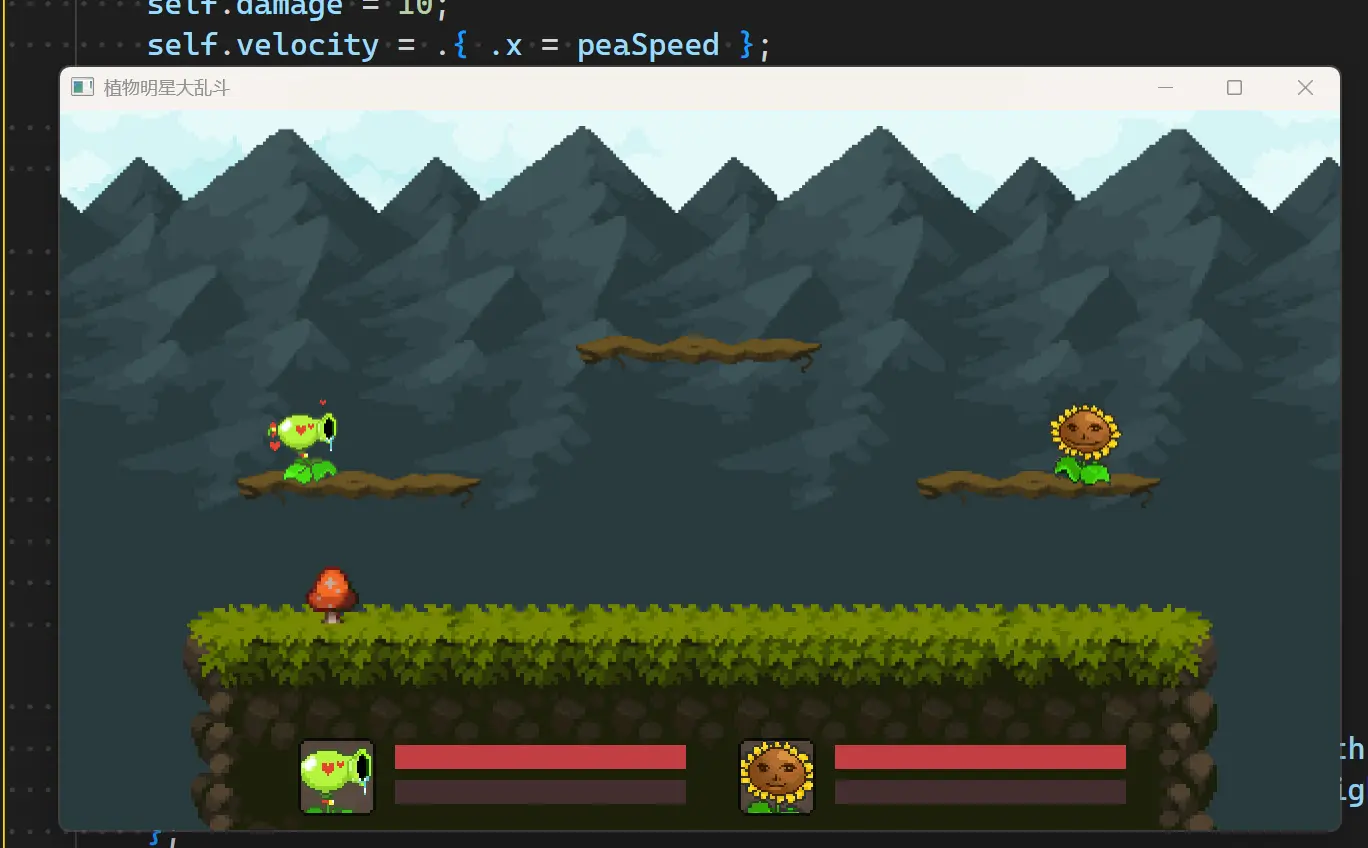 self.damage = 10;
self.velocity = .{ .x = peaSpeed };
植物明星大乱斗
th
ig
};